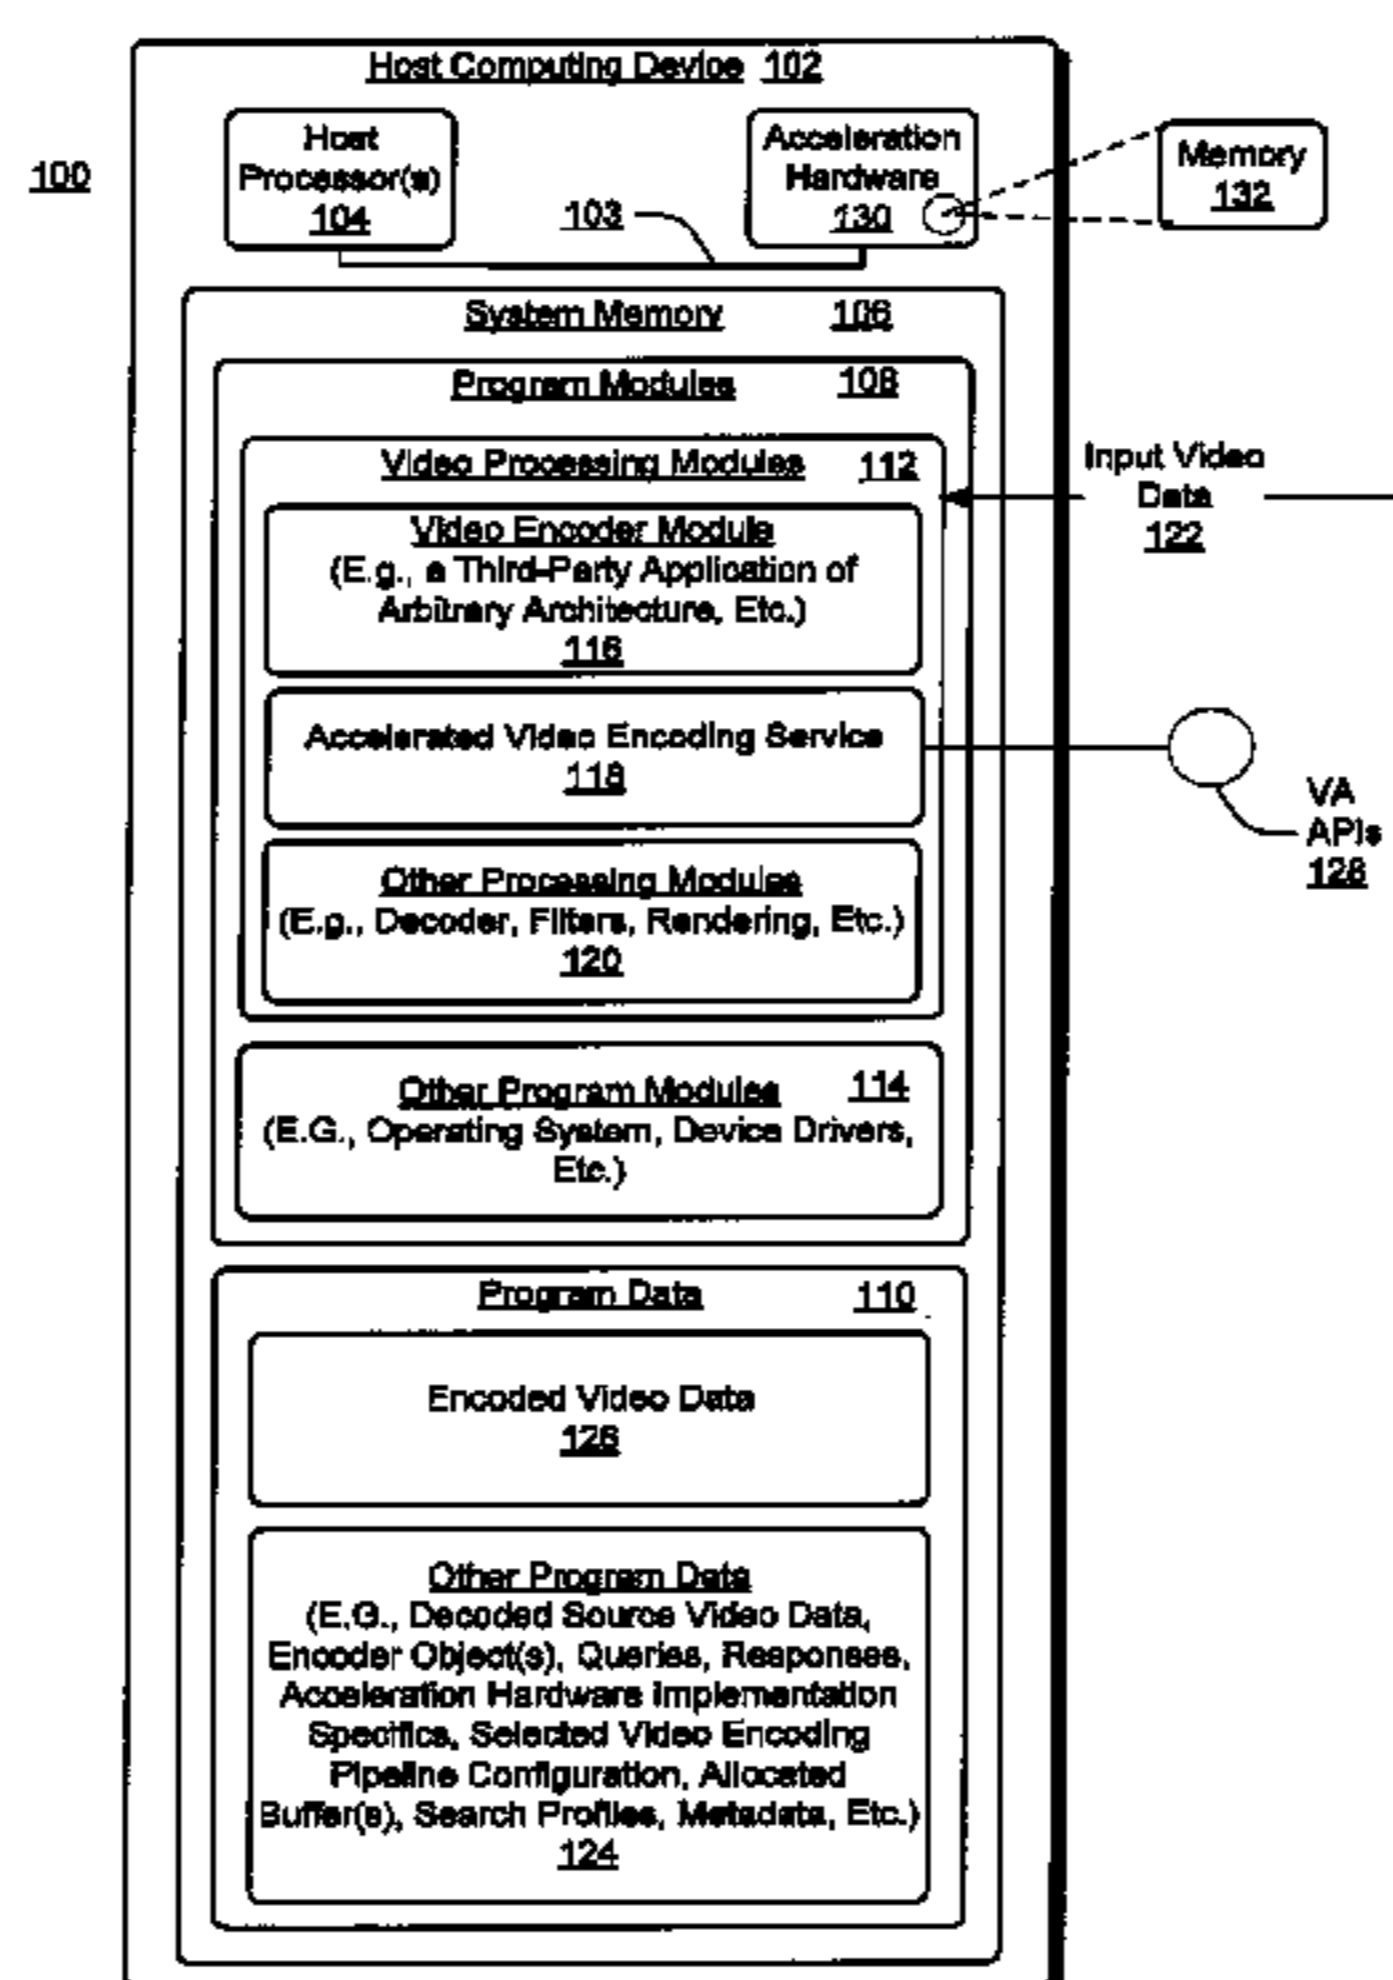 Host Computing Device 102
100
Host
Processor(s)
104
103
Acceleration
Hardware
130
Memory
132
System Memory 106
Program Modules 108
Video Processing Modules 112
Input Video
Data
122
Video Encoder Module
(E.g., a Third-Party Application of
Arbitrary Architecture, Etc.)
116
Accelerated Video Encoding Service
118
VA
APIs
128
Other Processing Modules
(E.g., Decoder, Filters, Rendering, Etc.)
120
Other Program Modules 114
(E.G., Operating System, Device Drivers,
Etc.)
Program Data 110
Encoded Video Data
126
Other Program Data
(E.G., Decoded Source Video Data,
Encoder Object(s), Queries, Responses,
Acceleration Hardware Implementation
Specifics, Selected Video Encoding
Pipeline Configuration, Allocated
Buffer(s), Search Profiles, Metadata, Etc.)
124